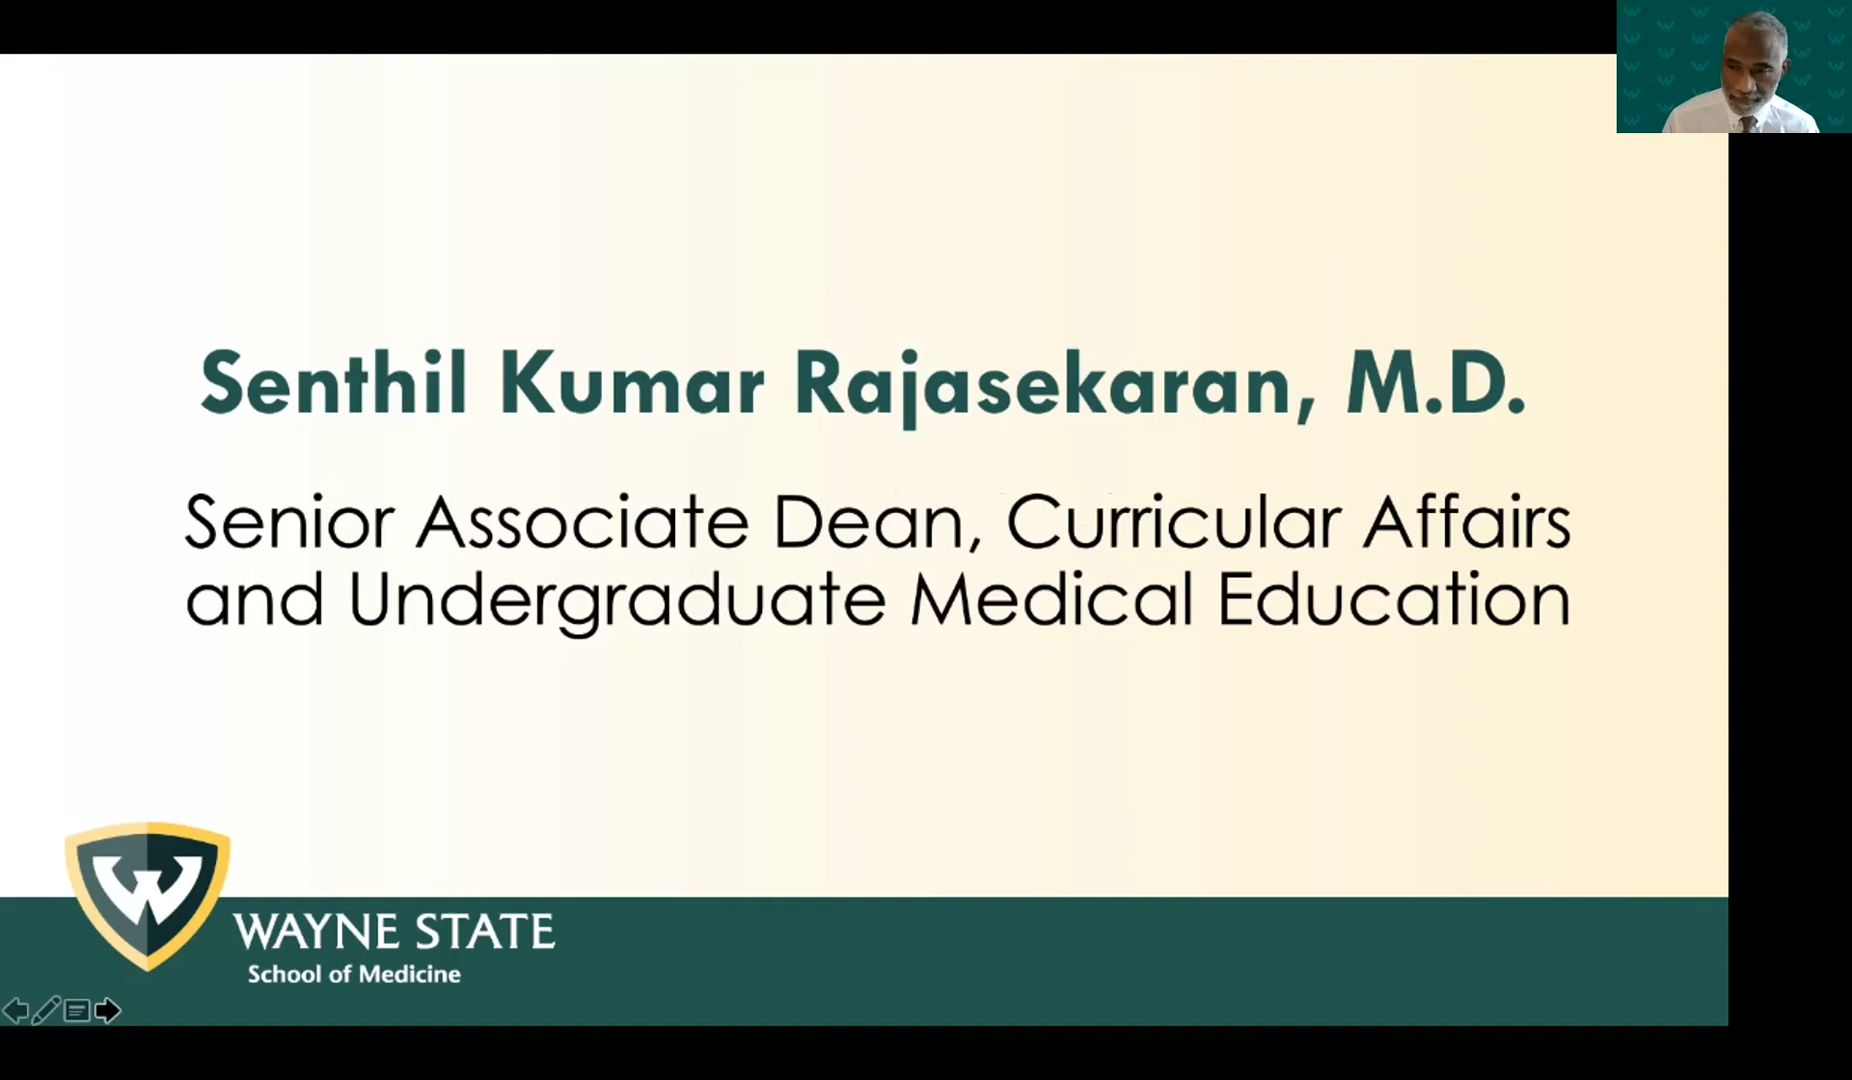 Senthil Kumar Rajasekaran, M.D.
Senior Associate Dean, Curricular Affairs
and Undergraduate Medical Education
WAYNE STATE
School of Medicine